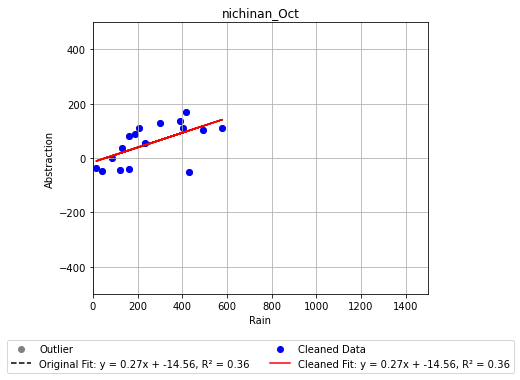 nichinan_Oct
400
200
0
−200
−400
Abstraction
0 200 400 600 800 1000 1200 1400
Rain
Outlier
Original Fit: y = 0.27x + -14.56, R² = 0.36
Cleaned Data
Cleaned Fit: y = 0.27x + -14.56, R² = 0.36